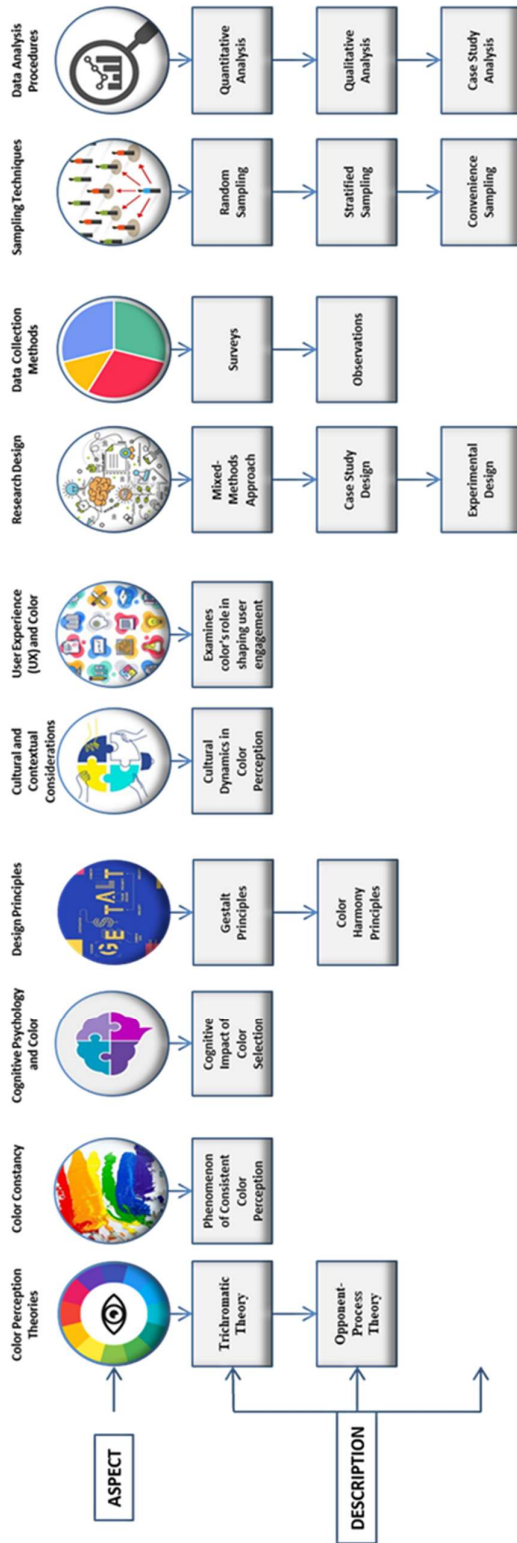 ASPECT
DESCRIPTION
Color Perception
Theories
Trichromatic
Theory
Opponent-
Process
Theory
Color Constancy
Phenomenon
of Consistent
Color
Perception
Cognitive Psychology
and Color
Cognitive
Impact of
Color
Selection
Design Principles
GESTALT
Gestalt
Principles
Color
Harmony
Principles
Cultural and
Contextual
Considerations
Cultural
Dynamics in
Color
Perception
User Experience
(UX) and Color
Examines
color's role in
shaping user
engagement
Research Design
Mixed-
Methods
Approach
Case Study
Design
Experimental
Design
Data Collection
Methods
Surveys
Observations
Sampling Techniques
Random
Sampling
Stratified
Sampling
Convenience
Sampling
Data Analysis
Procedures
Quantitative
Analysis
Qualitative
Analysis
Case Study
Analysis